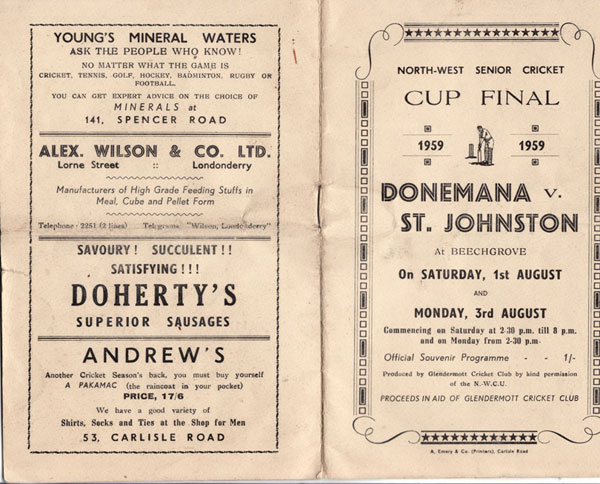 YOUNG'S MINERAL WATERS
ASK THE PEOPLE WHO KNOW!
NO MATTER WHAT THE GAME IS
CRICKET, TENNIS, GOLF, HOCKEY, BADMINTON, RUGBY OR
FOOTBALL.
YOU CAN GET EXPERT ADVICE ON THE CHOICE OF
MINERALS at
141, SPENCER ROAD
ALEX. WILSON & CO. LTD.
Lorne Street :: Londonderry
Manufacturers of High Grade Feeding Stuffs in
Meal, Cube and Pellet Form
Telephone - 2251 (2 lines) Telegrams "Wilson, Londonderry"
SAVOURY! SUCCULENT!!
SATISFYING!!!
DOHERTY'S
SUPERIOR SAUSAGES
ANDREW'S
Another Cricket Season's back, you must buy yourself
A PAKAMAC (the raincoat in your pocket)
PRICE, 17/6
We have a good variety of
Shirts, Socks and Ties at the Shop for Men
53, CARLISLE ROAD
NORTH-WEST SENIOR CRICKET
CUP FINAL
1959 1959
DONEMANA v.
ST. JOHNSTON
At BEECHGROVE
On SATURDAY, 1st AUGUST
AND
MONDAY, 3rd AUGUST
Commencing on Saturday at 2-30 p.m. till 8 p.m.
and on Monday from 2-30 p.m.
Official Souvenir Programme - - 1/-
Produced by Glendermott Cricket Club by kind permission
of the N.-W.C.U.
PROCEEDS IN AID OF GLENDERMOTT CRICKET CLUB
A. Emery & Co. (Printers), Carlisle Road